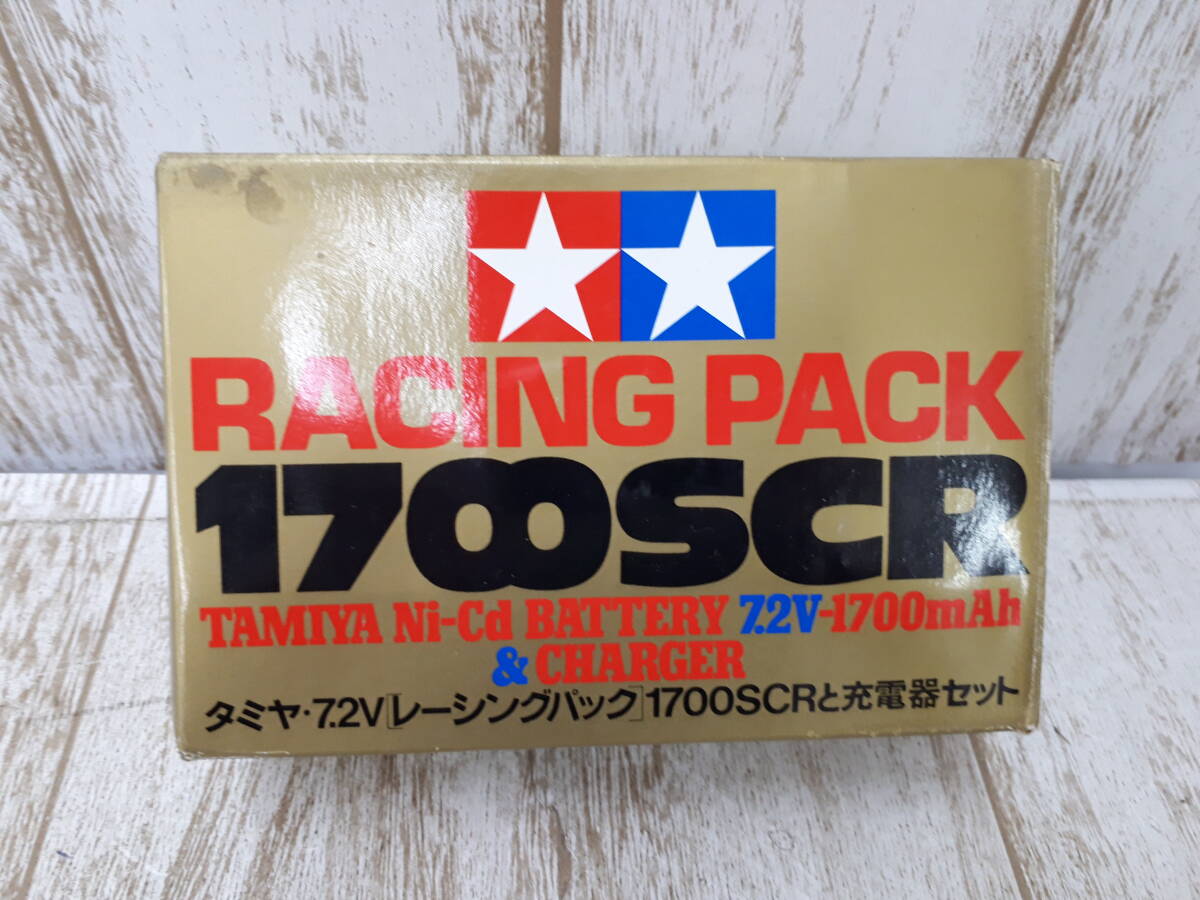 RACING PACK
1700SCR
TAMIYA Ni-Cd BATTERY 7.2V-1700mAh
& CHARGER
タミヤ・7.2V[レーシングパック]1700SCRと充電器セット